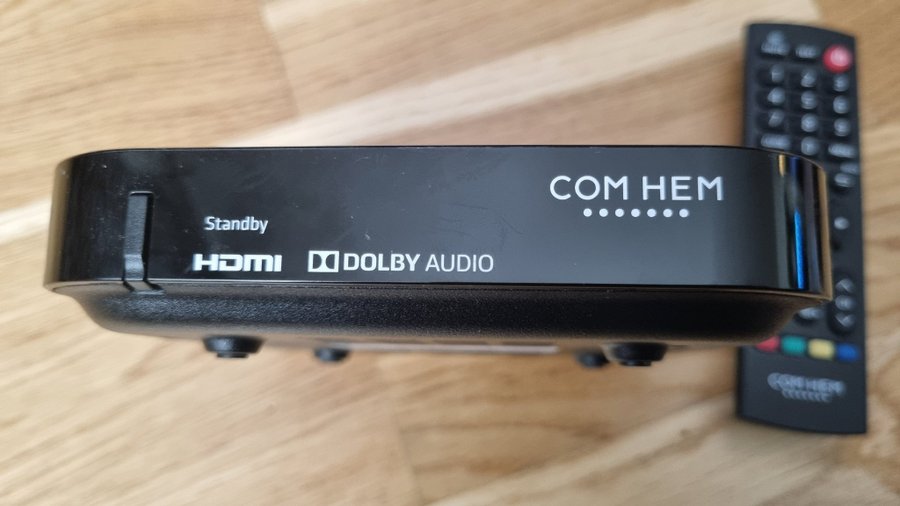 COM HEM
Standby
HDMI
DOLBY AUDIO
COM HEM